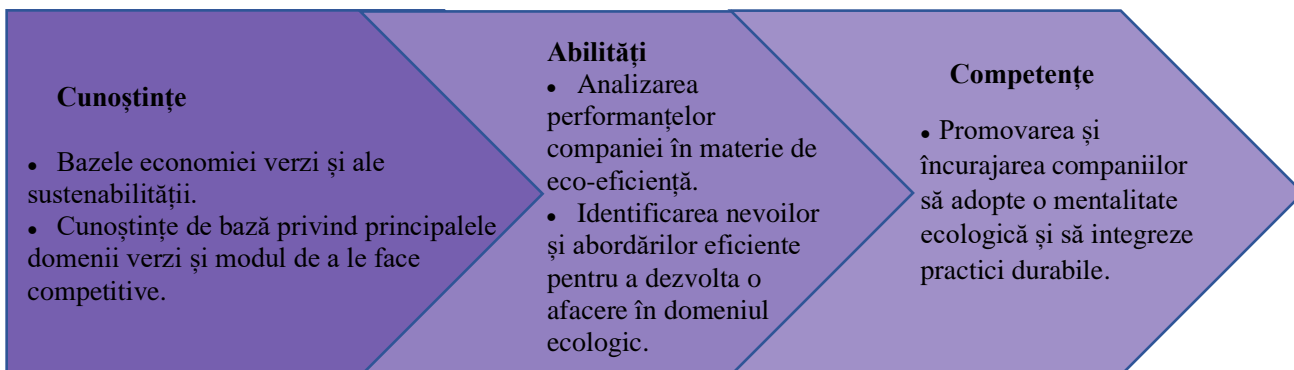 Cunoștințe
• Bazele economiei verzi și ale
sustenabilității.
• Cunoștințe de bază privind principalele
domenii verzi și modul de a le face
competitive.
Abilități
• Analizarea
performanțelor
companiei în materie de
eco-eficiență.
• Identificarea nevoilor
și abordărilor eficiente
pentru a dezvolta o
afacere în domeniul
ecologic.
Competențe
• Promovarea și
încurajarea companiilor
să adopte o mentalitate
ecologică și să integreze
practici durabile.